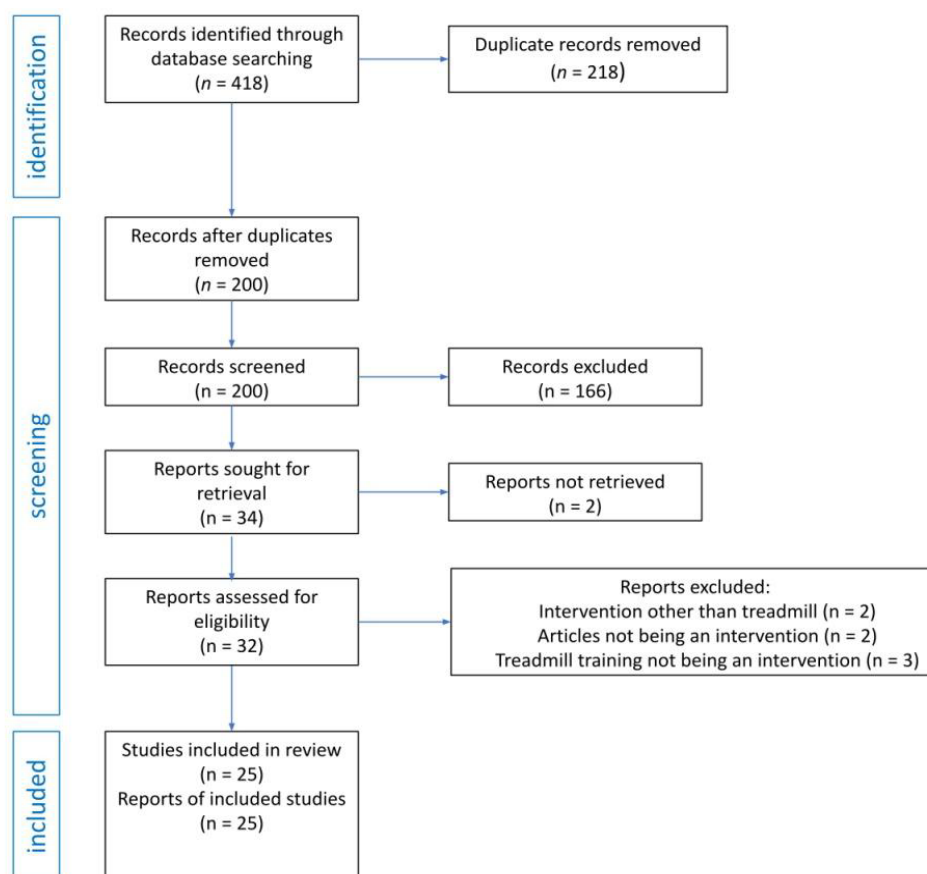 identification
Records identified through
database searching
(n = 418)
Duplicate records removed
(n = 218)
screening
Records after duplicates
removed
(n = 200)
Records screened
(n = 200)
Records excluded
(n = 166)
Reports sought for
retrieval
(n = 34)
Reports not retrieved
(n = 2)
Reports assessed for
eligibility
(n = 32)
Reports excluded:
Intervention other than treadmill (n = 2)
Articles not being an intervention (n = 2)
Treadmill training not being an intervention (n = 3)
included
Studies included in review
(n = 25)
Reports of included studies
(n = 25)